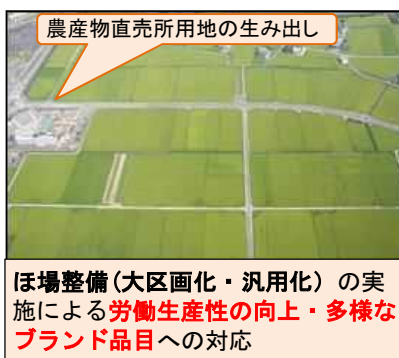 農産物直売所用地の生み出し
ほ場整備(大区画化・汎用化)の実
施による労働生産性の向上・多様な
ブランド品目への対応